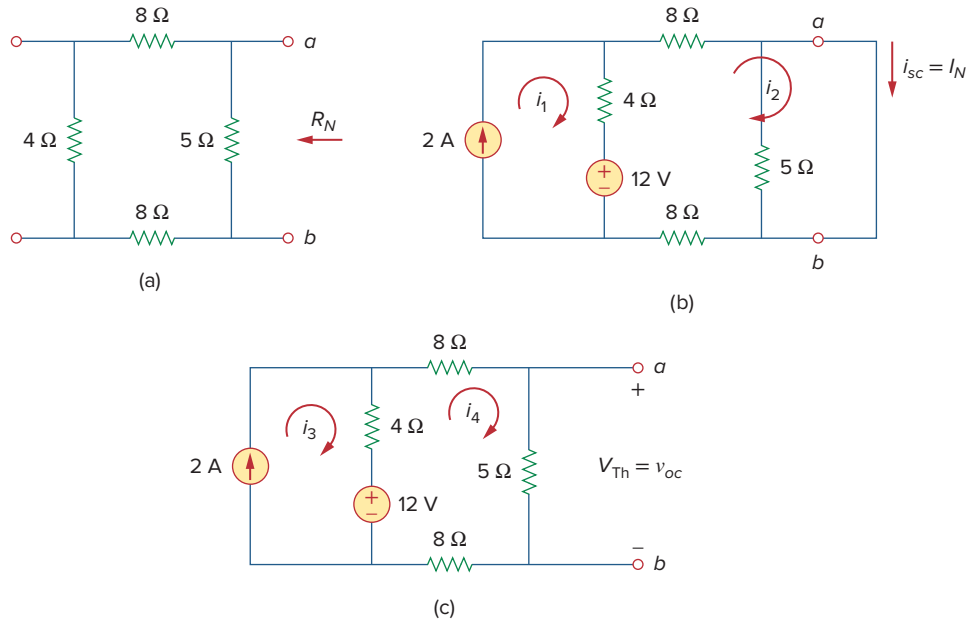 8 Ω
a
4 Ω
5 Ω
R_N
8 Ω
b
(a)
8 Ω
a
i_sc = I_N
i_1
4 Ω
i_2
2 A
12 V
5 Ω
8 Ω
b
(b)
8 Ω
a
+
i_3
4 Ω
i_4
2 A
5 Ω
V_Th = v_oc
+
−
12 V
8 Ω
−
b
(c)